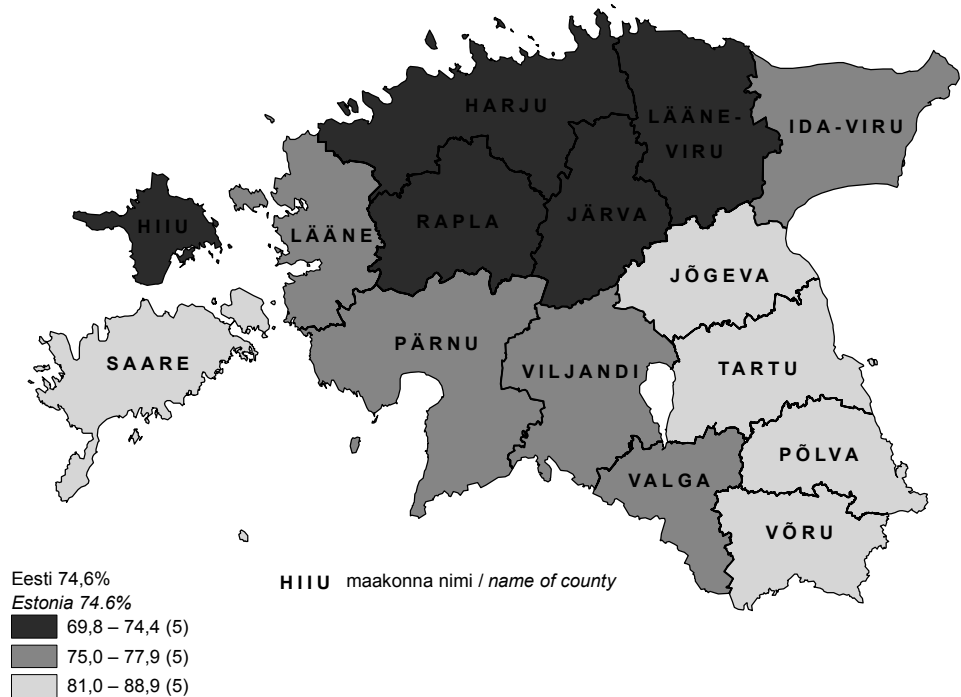 HARJU
LÄÄNE-
VIRU
IDA-VIRU
HIIU
LÄÄNE
RAPLA
JÄRVA
JÕGEVA
SAARE
PÄRNU
VILJANDI
TARTU
VALGA
PÕLVA
VÕRU
Eesti 74,6%
Estonia 74.6%
HIIU maakonna nimi / name of county
69,8 – 74,4 (5)
75,0 – 77,9 (5)
81,0 – 88,9 (5)